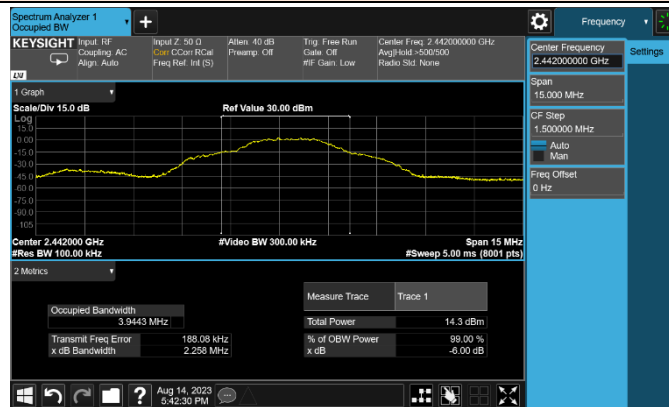 Spectrum Analyzer 1
Occupied BW
+
Frequency
KEYSIGHT
Input: RF
Coupling: AC
Align: Auto
Input Z: 50 Ω
Corr CCorr RCal
Freq Ref: Int (S)
Atten: 40 dB
Preamp: Off
Trig: Free Run
Gate: Off
#IF Gain: Low
Center Freq: 2.442000000 GHz
Avg|Hold:>500/500
Radio Std: None
LXI
Center Frequency
2.442000000 GHz
Settings
Span
15.000 MHz
CF Step
1.500000 MHz
Auto
Man
Freq Offset
0 Hz
1 Graph
Scale/Div 15.0 dB
Ref Value 30.00 dBm
Log
15.0
0.00
-15.0
-30.0
-45.0
-60.0
-75.0
-90.0
-105
Center 2.442000 GHz
#Video BW 300.00 kHz
Span 15 MHz
#Res BW 100.00 kHz
#Sweep 5.00 ms (8001 pts)
2 Metrics
Measure Trace
Trace 1
Occupied Bandwidth
3.9443 MHz
Total Power
14.3 dBm
Transmit Freq Error
188.08 kHz
% of OBW Power
99.00 %
x dB Bandwidth
2.258 MHz
x dB
-6.00 dB
?
Aug 14, 2023
5:42:30 PM